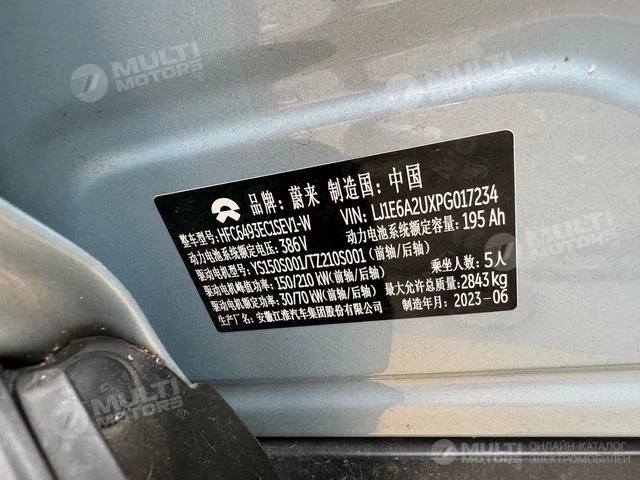 MULTI MOTORS
MULTI MOTORS
品牌：蔚来 制造国：中国
整车型号：HFC6493EC1SEV1-W VIN: LJ1E6A2UXPG017234
动力电池系统额定电压：386V 动力电池系统额定容量：195 Ah
驱动电机型号：YS150S001/TZ210S001（前轴/后轴）
驱动电机峰值功率：150/210 kW（前轴/后轴） 乘坐人数：5人
驱动电机额定功率：30/70 kW（前轴/后轴） 最大允许总质量：2843kg
生产厂名：安徽江淮汽车集团股份有限公司 制造年月：2023-06
MULTI MOTORS
MULTI MOTORS
ОНЛАЙН-КАТАЛОГ ЭЛЕКТРОМОБИЛЕЙ